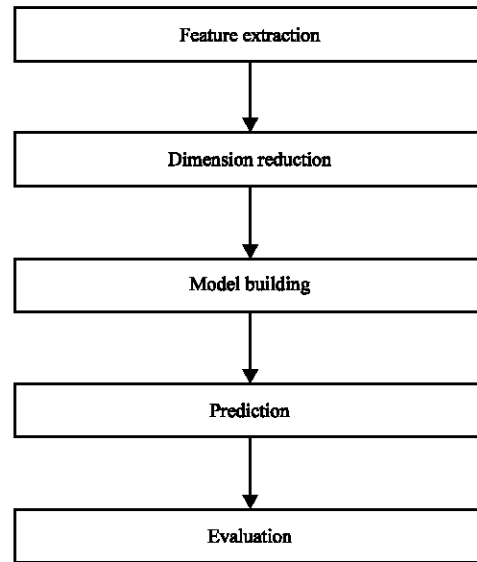 Feature extraction
Dimension reduction
Model building
Prediction
Evaluation